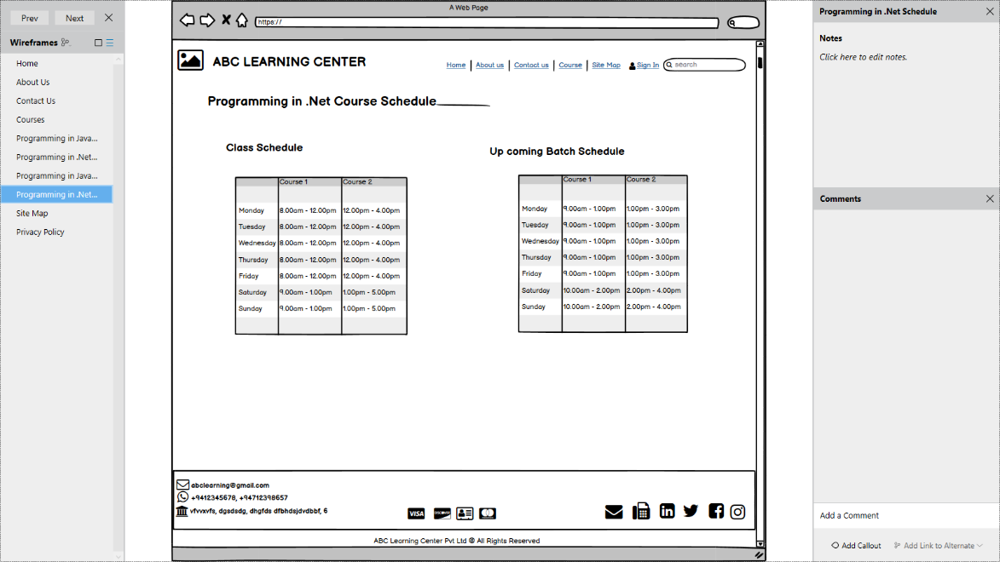 Prev Next
Wireframes
Home
About Us
Contact Us
Courses
Programming in Java...
Programming in .Net...
Programming in Java...
Programming in .Net...
Site Map
Privacy Policy
A Web Page
https://
ABC LEARNING CENTER
Home | About us | Contact us | Course | Site Map Sign In search
Programming in .Net Course Schedule
Class Schedule
Course 1 Course 2
Monday 8.00am - 12.00pm 12.00pm - 4.00pm
Tuesday 8.00am - 12.00pm 12.00pm - 4.00pm
Wednesday 8.00am - 12.00pm 12.00pm - 4.00pm
Thursday 8.00am - 12.00pm 12.00pm - 4.00pm
Friday 8.00am - 12.00pm 12.00pm - 4.00pm
Saturday 9.00am - 1.00pm 1.00pm - 5.00pm
Sunday 9.00am - 1.00pm 1.00pm - 5.00pm
Up coming Batch Schedule
Course 1 Course 2
Monday 9.00am - 1.00pm 1.00pm - 3.00pm
Tuesday 9.00am - 1.00pm 1.00pm - 3.00pm
Wednesday 9.00am - 1.00pm 1.00pm - 3.00pm
Thursday 9.00am - 1.00pm 1.00pm - 3.00pm
Friday 9.00am - 1.00pm 1.00pm - 3.00pm
Saturday 10.00am - 2.00pm 2.00pm - 4.00pm
Sunday 10.00am - 2.00pm 2.00pm - 4.00pm
abclearning@gmail.com
+9412345678, +94712398657
vfvvxvfs, dgsdsdg, dhgfds dfbhdsjdvdbbf, 6
VISA DISCOVER
ABC Learning Center Pvt Ltd @ All Rights Reserved
Programming in .Net Schedule
Notes
Click here to edit notes.
Comments
Add a Comment
Add Callout Add Link to Alternate